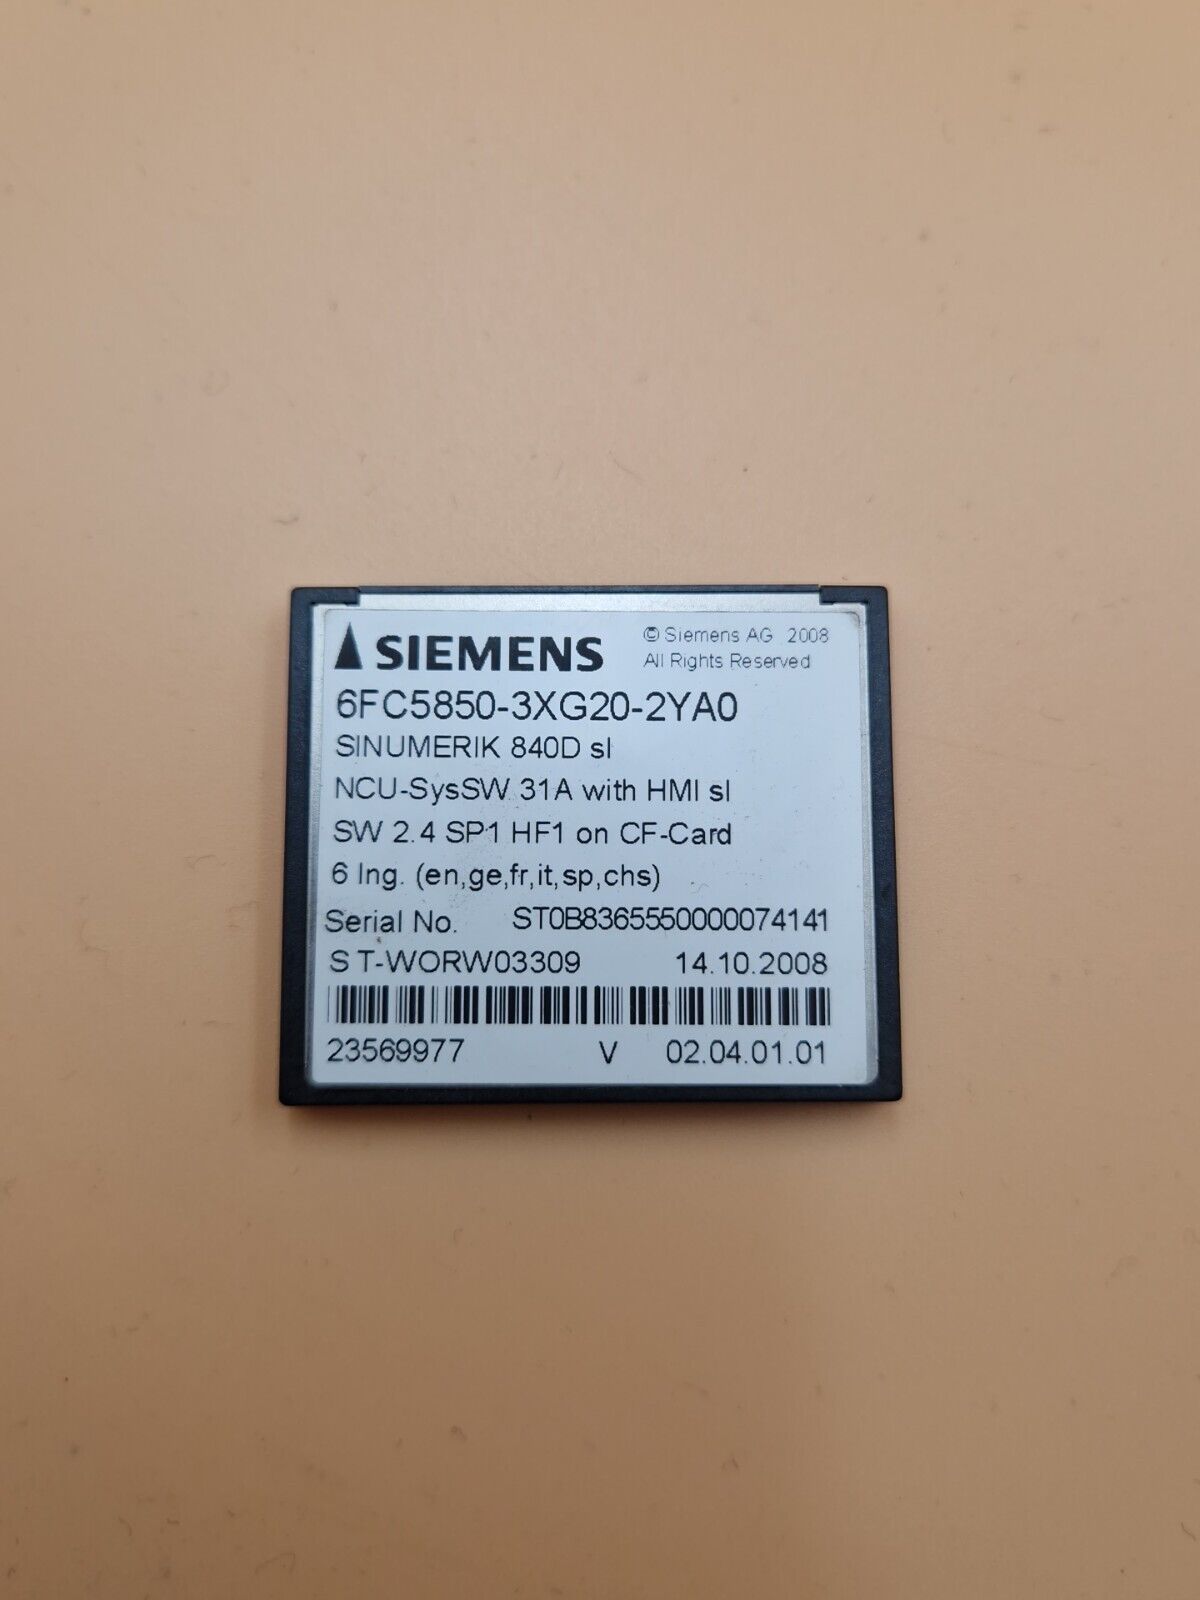 SIEMENS © Siemens AG 2008
All Rights Reserved
6FC5850-3XG20-2YA0
SINUMERIK 840D sl
NCU-SysSW 31A with HMI sl
SW 2.4 SP1 HF1 on CF-Card
6 lng. (en,ge,fr,it,sp,chs)
Serial No. ST0B8365550000074141
S T-WORW03309 14.10.2008
23569977 V 02.04.01.01